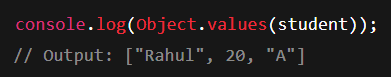 console.log(Object.values(student));
// Output: ["Rahul", 20, "A"]